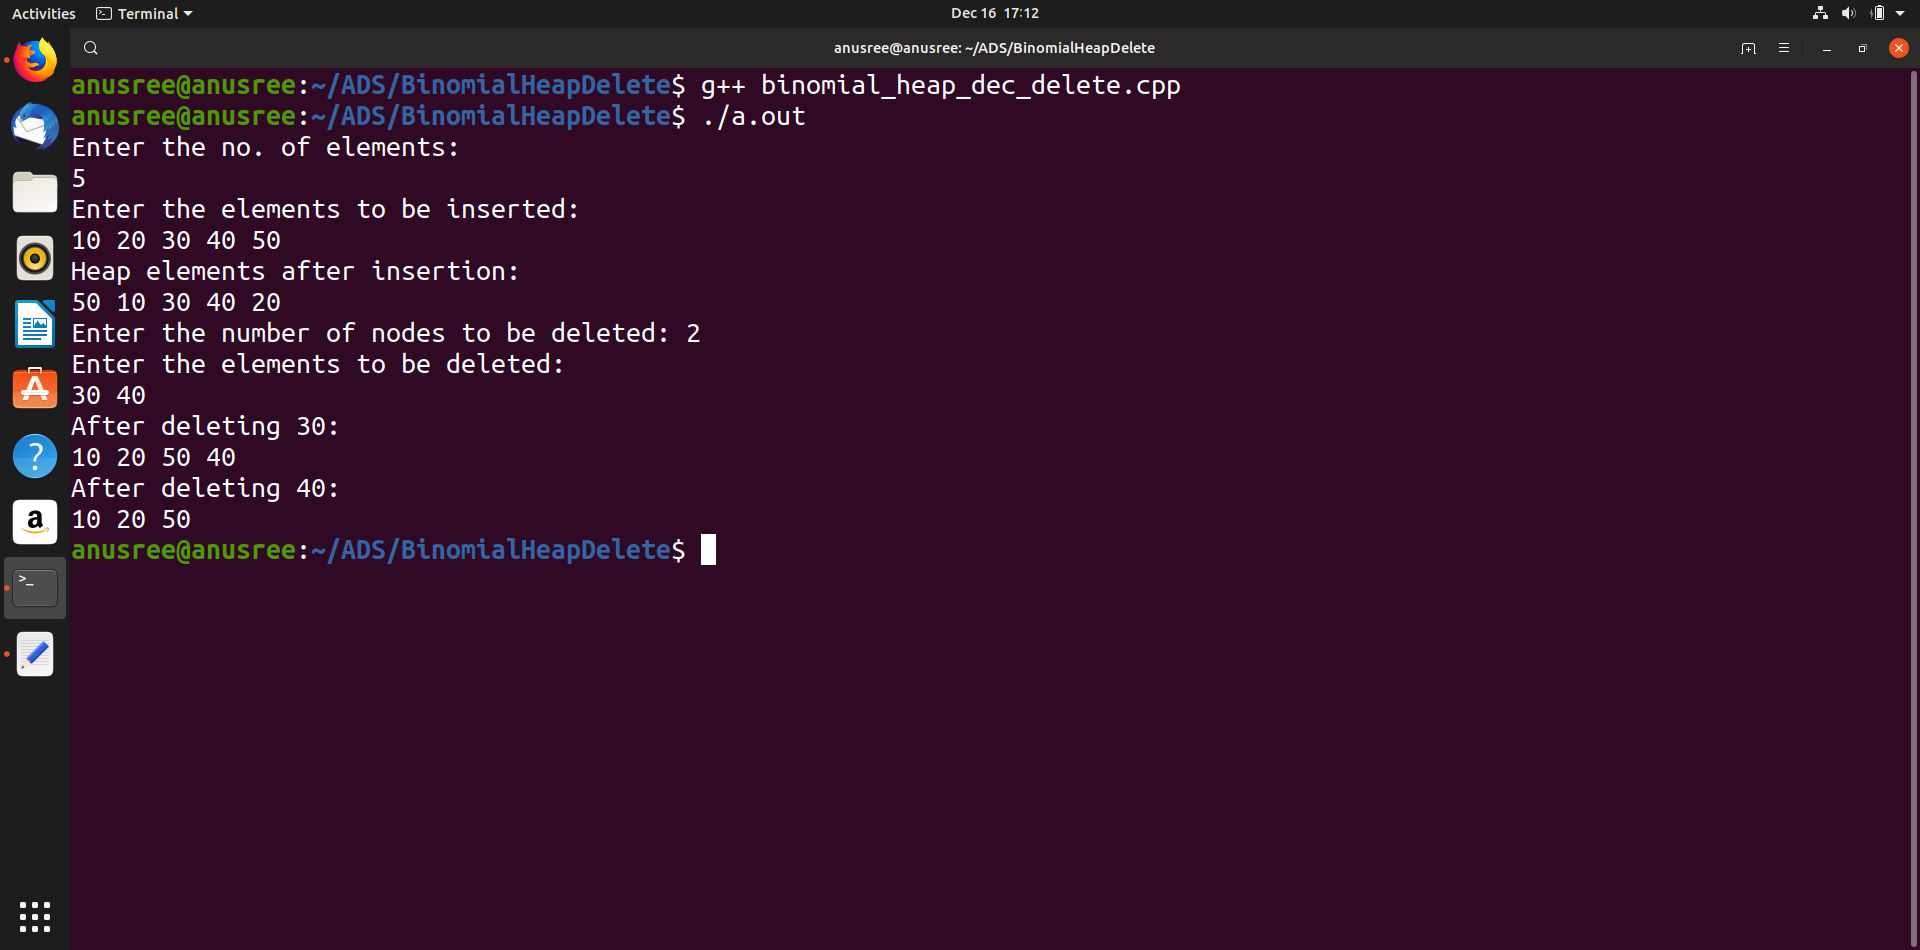 Activities Terminal Dec 16 17:12
anusree@anusree: ~/ADS/BinomialHeapDelete
anusree@anusree:~/ADS/BinomialHeapDelete$ g++ binomial_heap_dec_delete.cpp
anusree@anusree:~/ADS/BinomialHeapDelete$ ./a.out
Enter the no. of elements:
5
Enter the elements to be inserted:
10 20 30 40 50
Heap elements after insertion:
50 10 30 40 20
Enter the number of nodes to be deleted: 2
Enter the elements to be deleted:
30 40
After deleting 30:
10 20 50 40
After deleting 40:
10 20 50
anusree@anusree:~/ADS/BinomialHeapDelete$